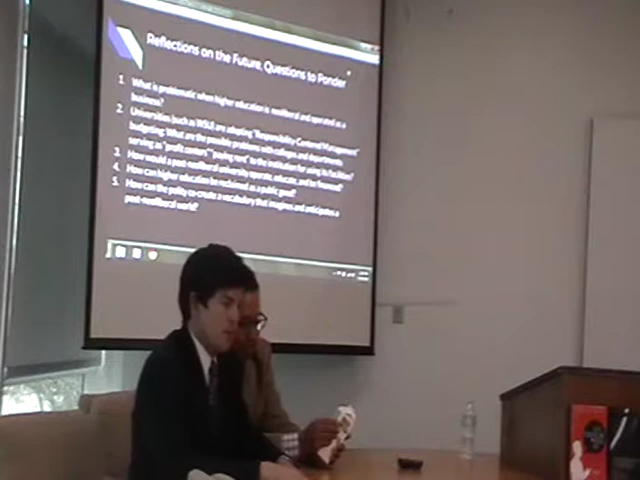 Reflections on the Future, Questions to Ponder
1. What is problematic when higher education is neoliberal and operated as a
business?
2. Universities (such as WSU) are adopting "Responsibility Centered Management"
budgeting: What are the possible problems with colleges and departments
serving as "profit centers" "paying rent" to the institution for using its facilities?
3. How would a post-neoliberal university operate, educate, and be financed?
4. How can higher education be reclaimed as a public good?
5. How can the polity co-create a vocabulary that imagines and anticipates a
post-neoliberal world?